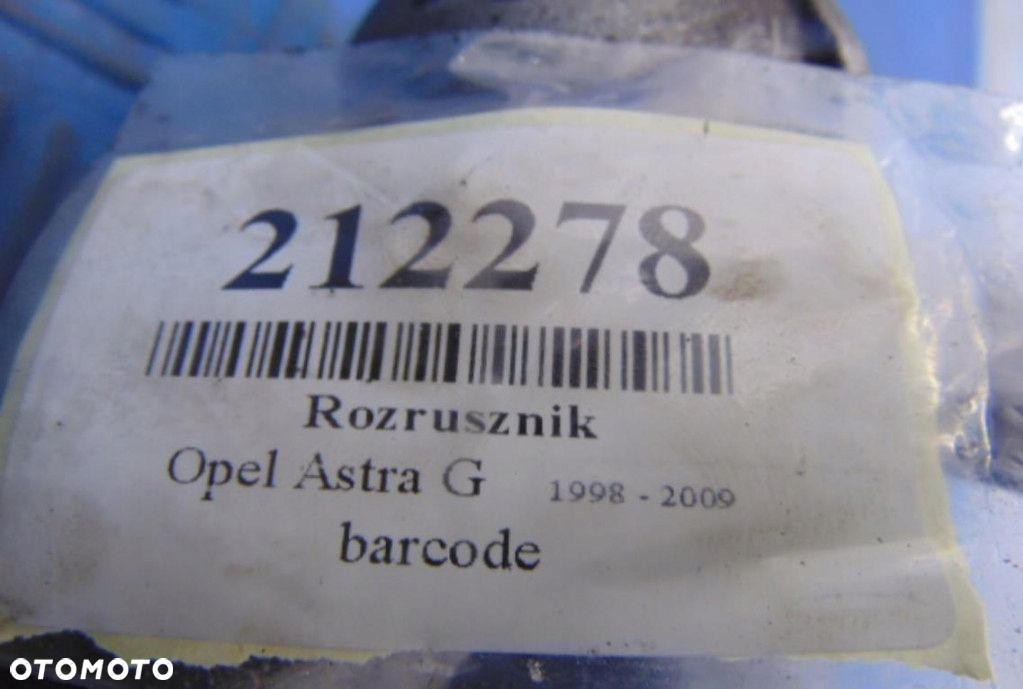 212278
Rozrusznik
Opel Astra G 1998 - 2009
barcode
OTOMOTO